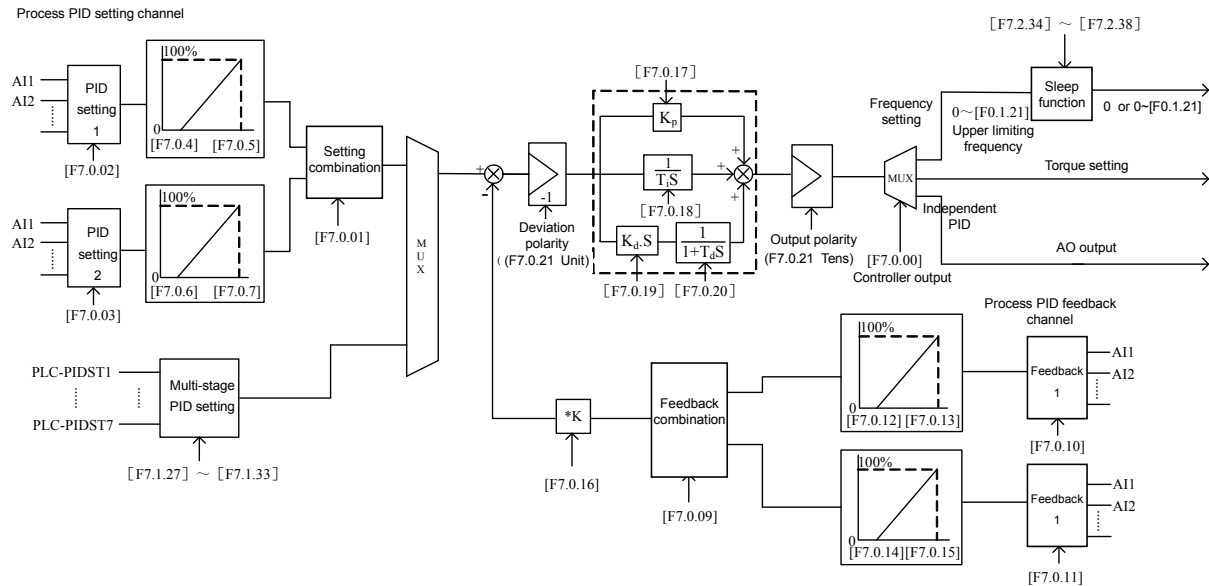 Process PID setting channel
AI1
AI2
PID
setting
1
[F7.0.02]
100%
0
[F7.0.4]
[F7.0.5]
AI1
AI2
PID
setting
2
[F7.0.03]
100%
0
[F7.0.6]
[F7.0.7]
Setting
combination
[F7.0.01]
PLC-PIDST1
PLC-PIDST7
Multi-stage
PID setting
[F7.1.27] ～ [F7.1.33]
M
U
X
+
-
-1
Deviation
polarity
(F7.0.21 Unit)
[F7.0.17]
Kp
1
TiS
[F7.0.18]
Kd.S
1
1+TdS
[F7.0.19]
[F7.0.20]
+
+
+
Output polarity
(F7.0.21 Tens)
MUX
[F7.0.00]
Controller output
Frequency
setting
0～[F0.1.21]
Upper limiting
frequency
[F7.2.34] ～ [F7.2.38]
Sleep
function
0 or 0~[F0.1.21]
Torque setting
Independent
PID
AO output
Process PID feedback
channel
*K
[F7.0.16]
Feedback
combination
[F7.0.09]
100%
0
[F7.0.12]
[F7.0.13]
Feedback
1
AI1
AI2
[F7.0.10]
100%
0
[F7.0.14]
[F7.0.15]
Feedback
1
AI1
AI2
[F7.0.11]